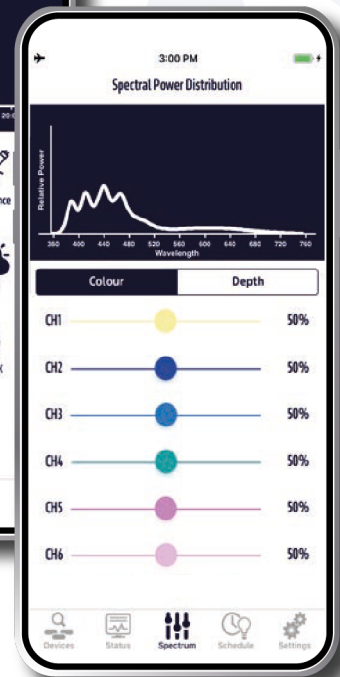 3:00 PM
Spectral Power Distribution
Relative Power
360 400 440 480 520 560 600 640 680 720 760
Wavelength
Colour Depth
CH1 50%
CH2 50%
CH3 50%
CH4 50%
CH5 50%
CH6 50%
Devices Status Spectrum Schedule Settings